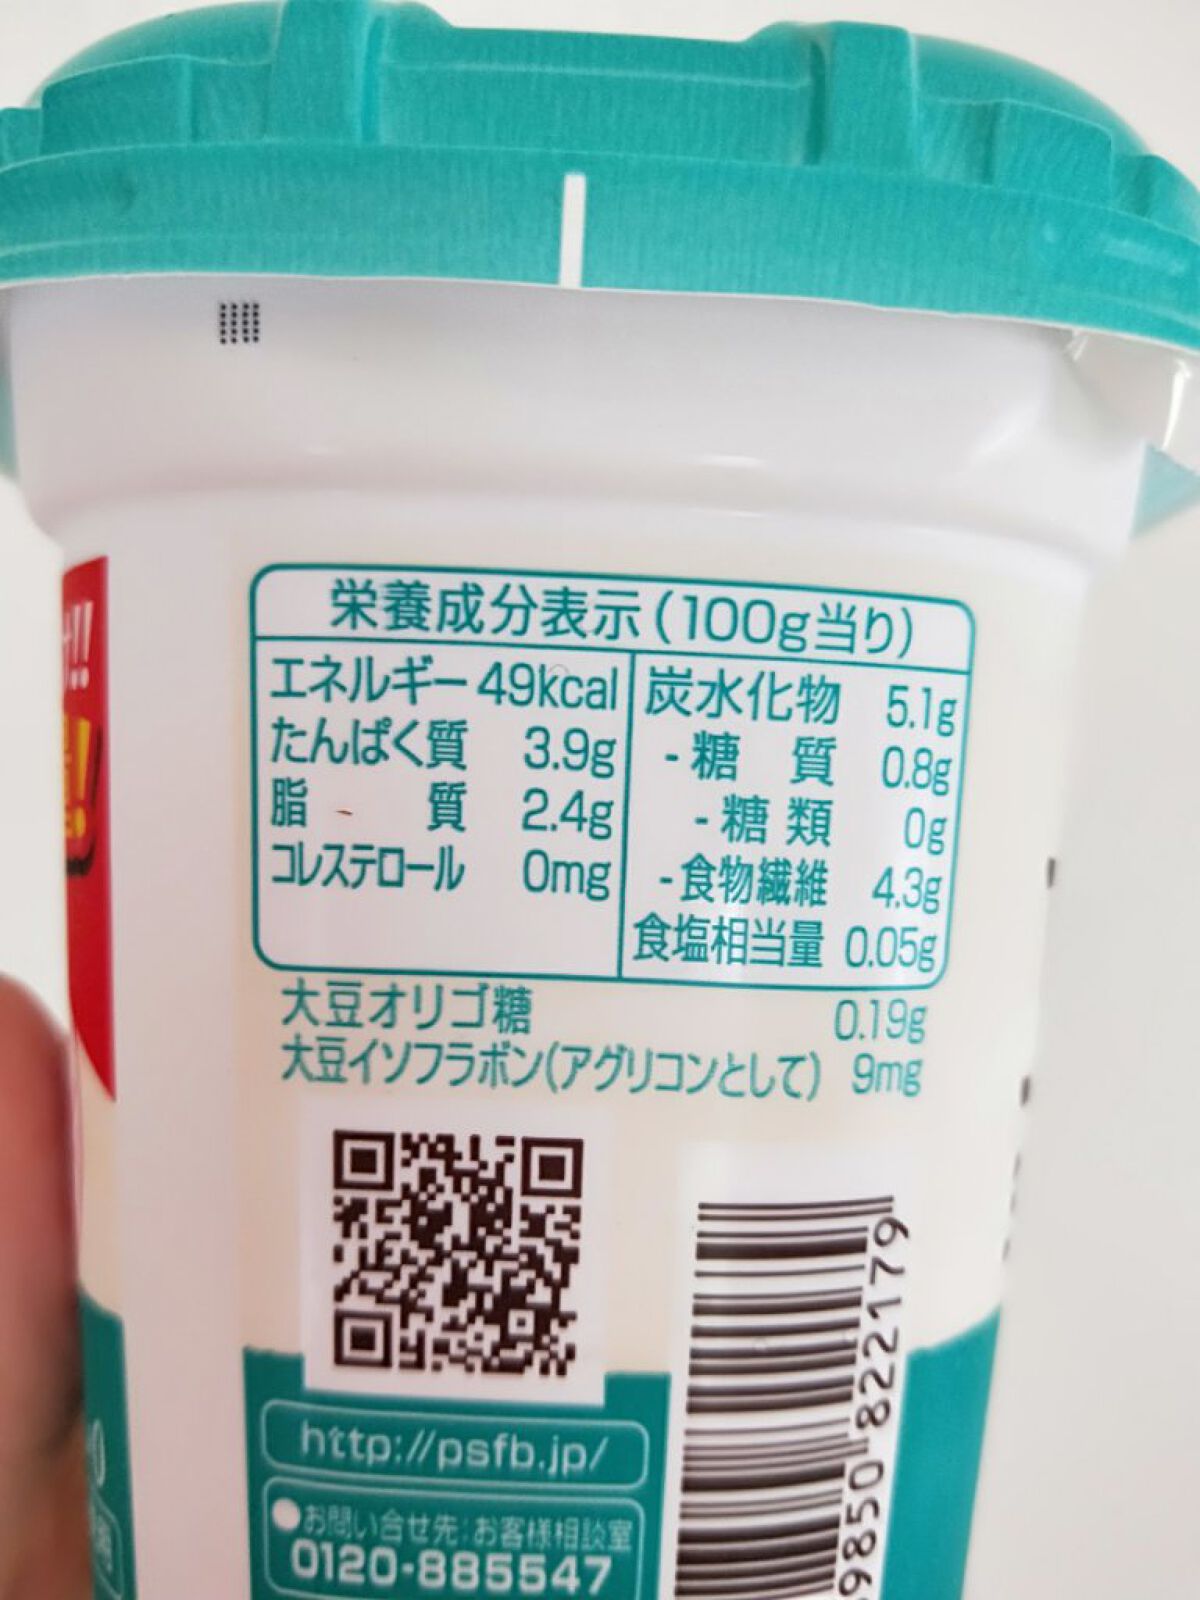 栄養成分表示(100g当り)
エネルギー 49kcal
たんぱく質 3.9g
脂質 2.4g
コレステロール 0mg
炭水化物 5.1g
-糖質 0.8g
-糖類 0g
-食物繊維 4.3g
食塩相当量 0.05g
大豆オリゴ糖 0.19g
大豆イソフラボン(アグリコンとして) 9mg
http://psfb.jp/
●お問い合せ先:お客様相談室
0120-885547
9850 822179